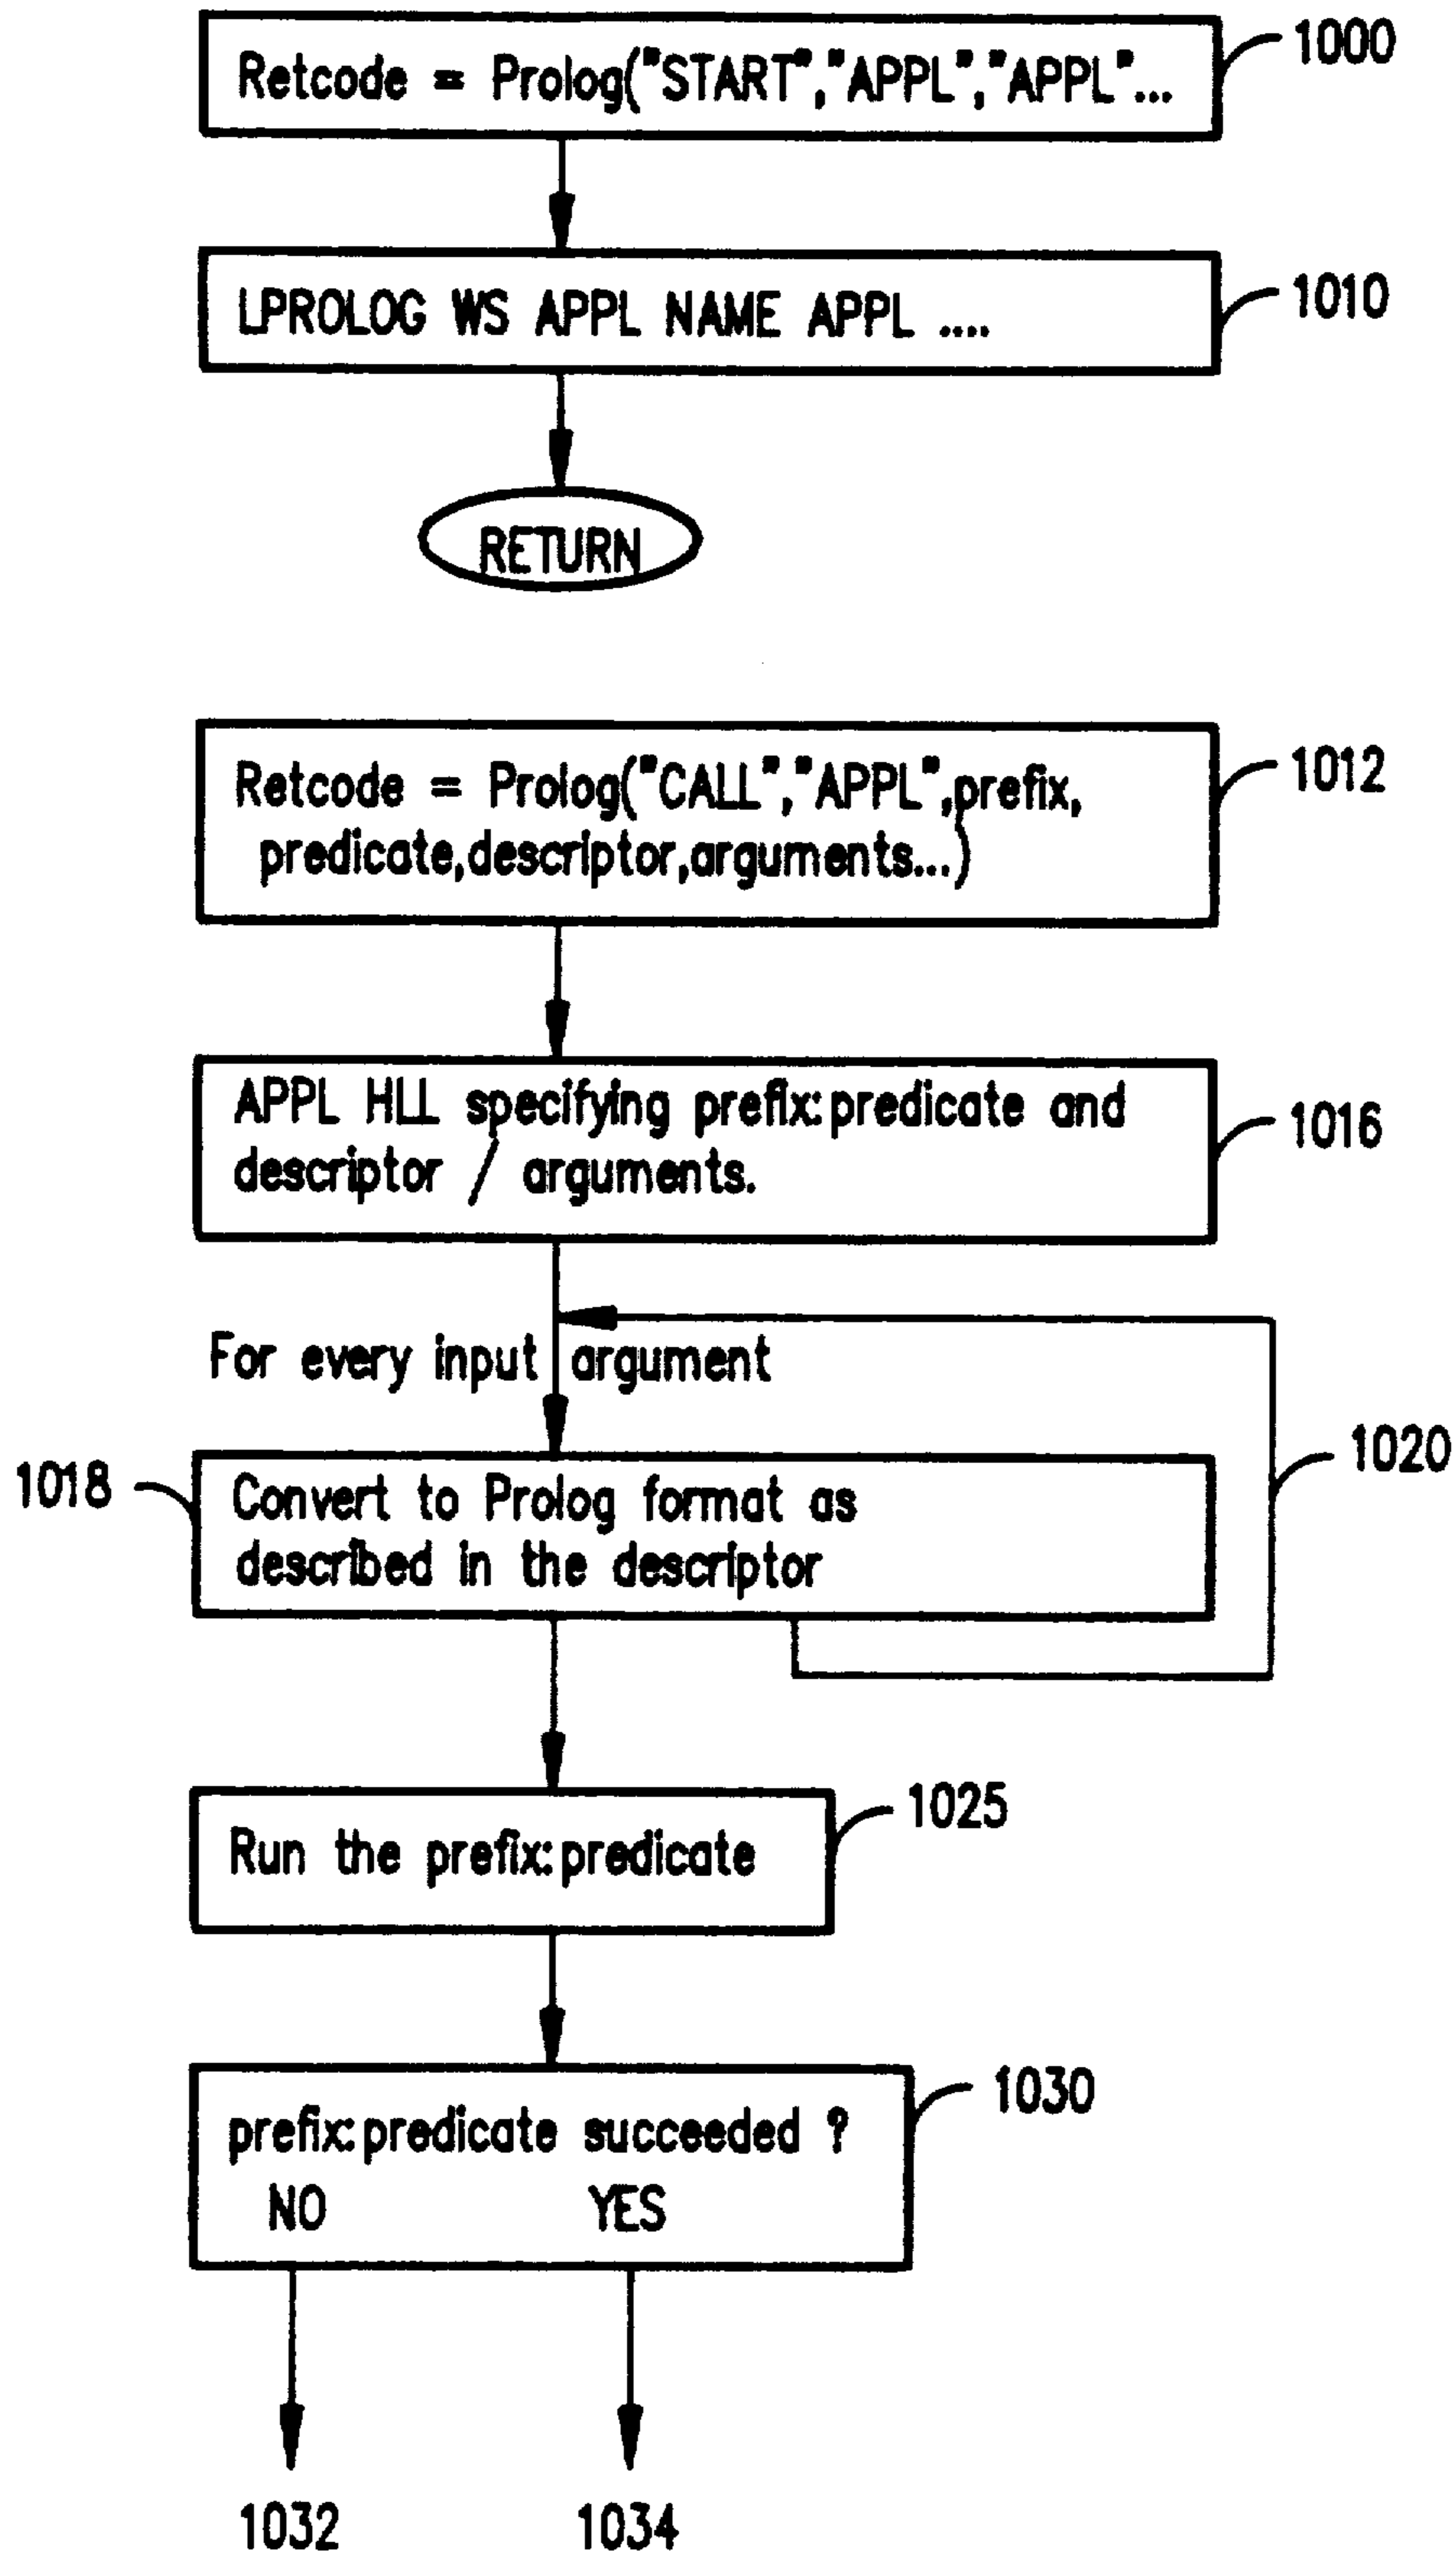 Retcode = Prolog("START","APPL","APPL"...
1000
LPROLOG WS APPL NAME APPL ....
1010
RETURN
Retcode = Prolog("CALL","APPL",prefix,
predicate,descriptor,arguments...)
1012
APPL HLL specifying prefix:predicate and
descriptor / arguments.
1016
For every input argument
1020
1018
Convert to Prolog format as
described in the descriptor
Run the prefix:predicate
1025
prefix:predicate succeeded ?
1030
NO YES
1032 1034